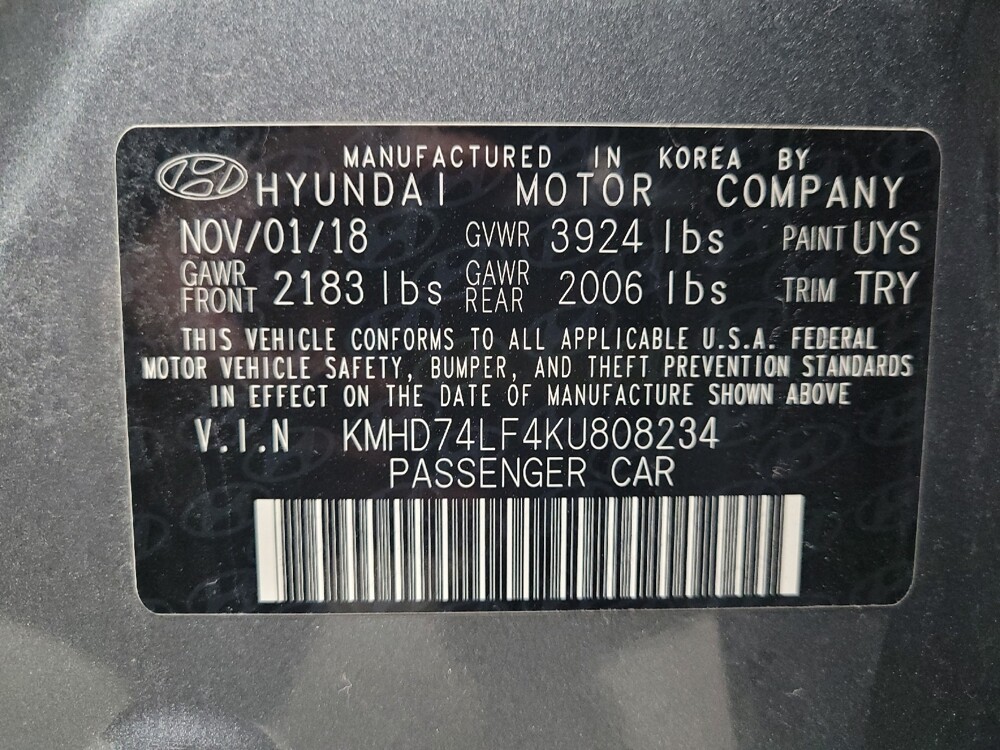 MANUFACTURED IN KOREA BY
HYUNDAI MOTOR COMPANY
NOV/01/18 GVWR 3924 lbs PAINT UYS
GAWR FRONT 2183 lbs GAWR REAR 2006 lbs TRIM TRY
THIS VEHICLE CONFORMS TO ALL APPLICABLE U.S.A. FEDERAL
MOTOR VEHICLE SAFETY, BUMPER, AND THEFT PREVENTION STANDARDS
IN EFFECT ON THE DATE OF MANUFACTURE SHOWN ABOVE
V.I.N KMHD74LF4KU808234
PASSENGER CAR